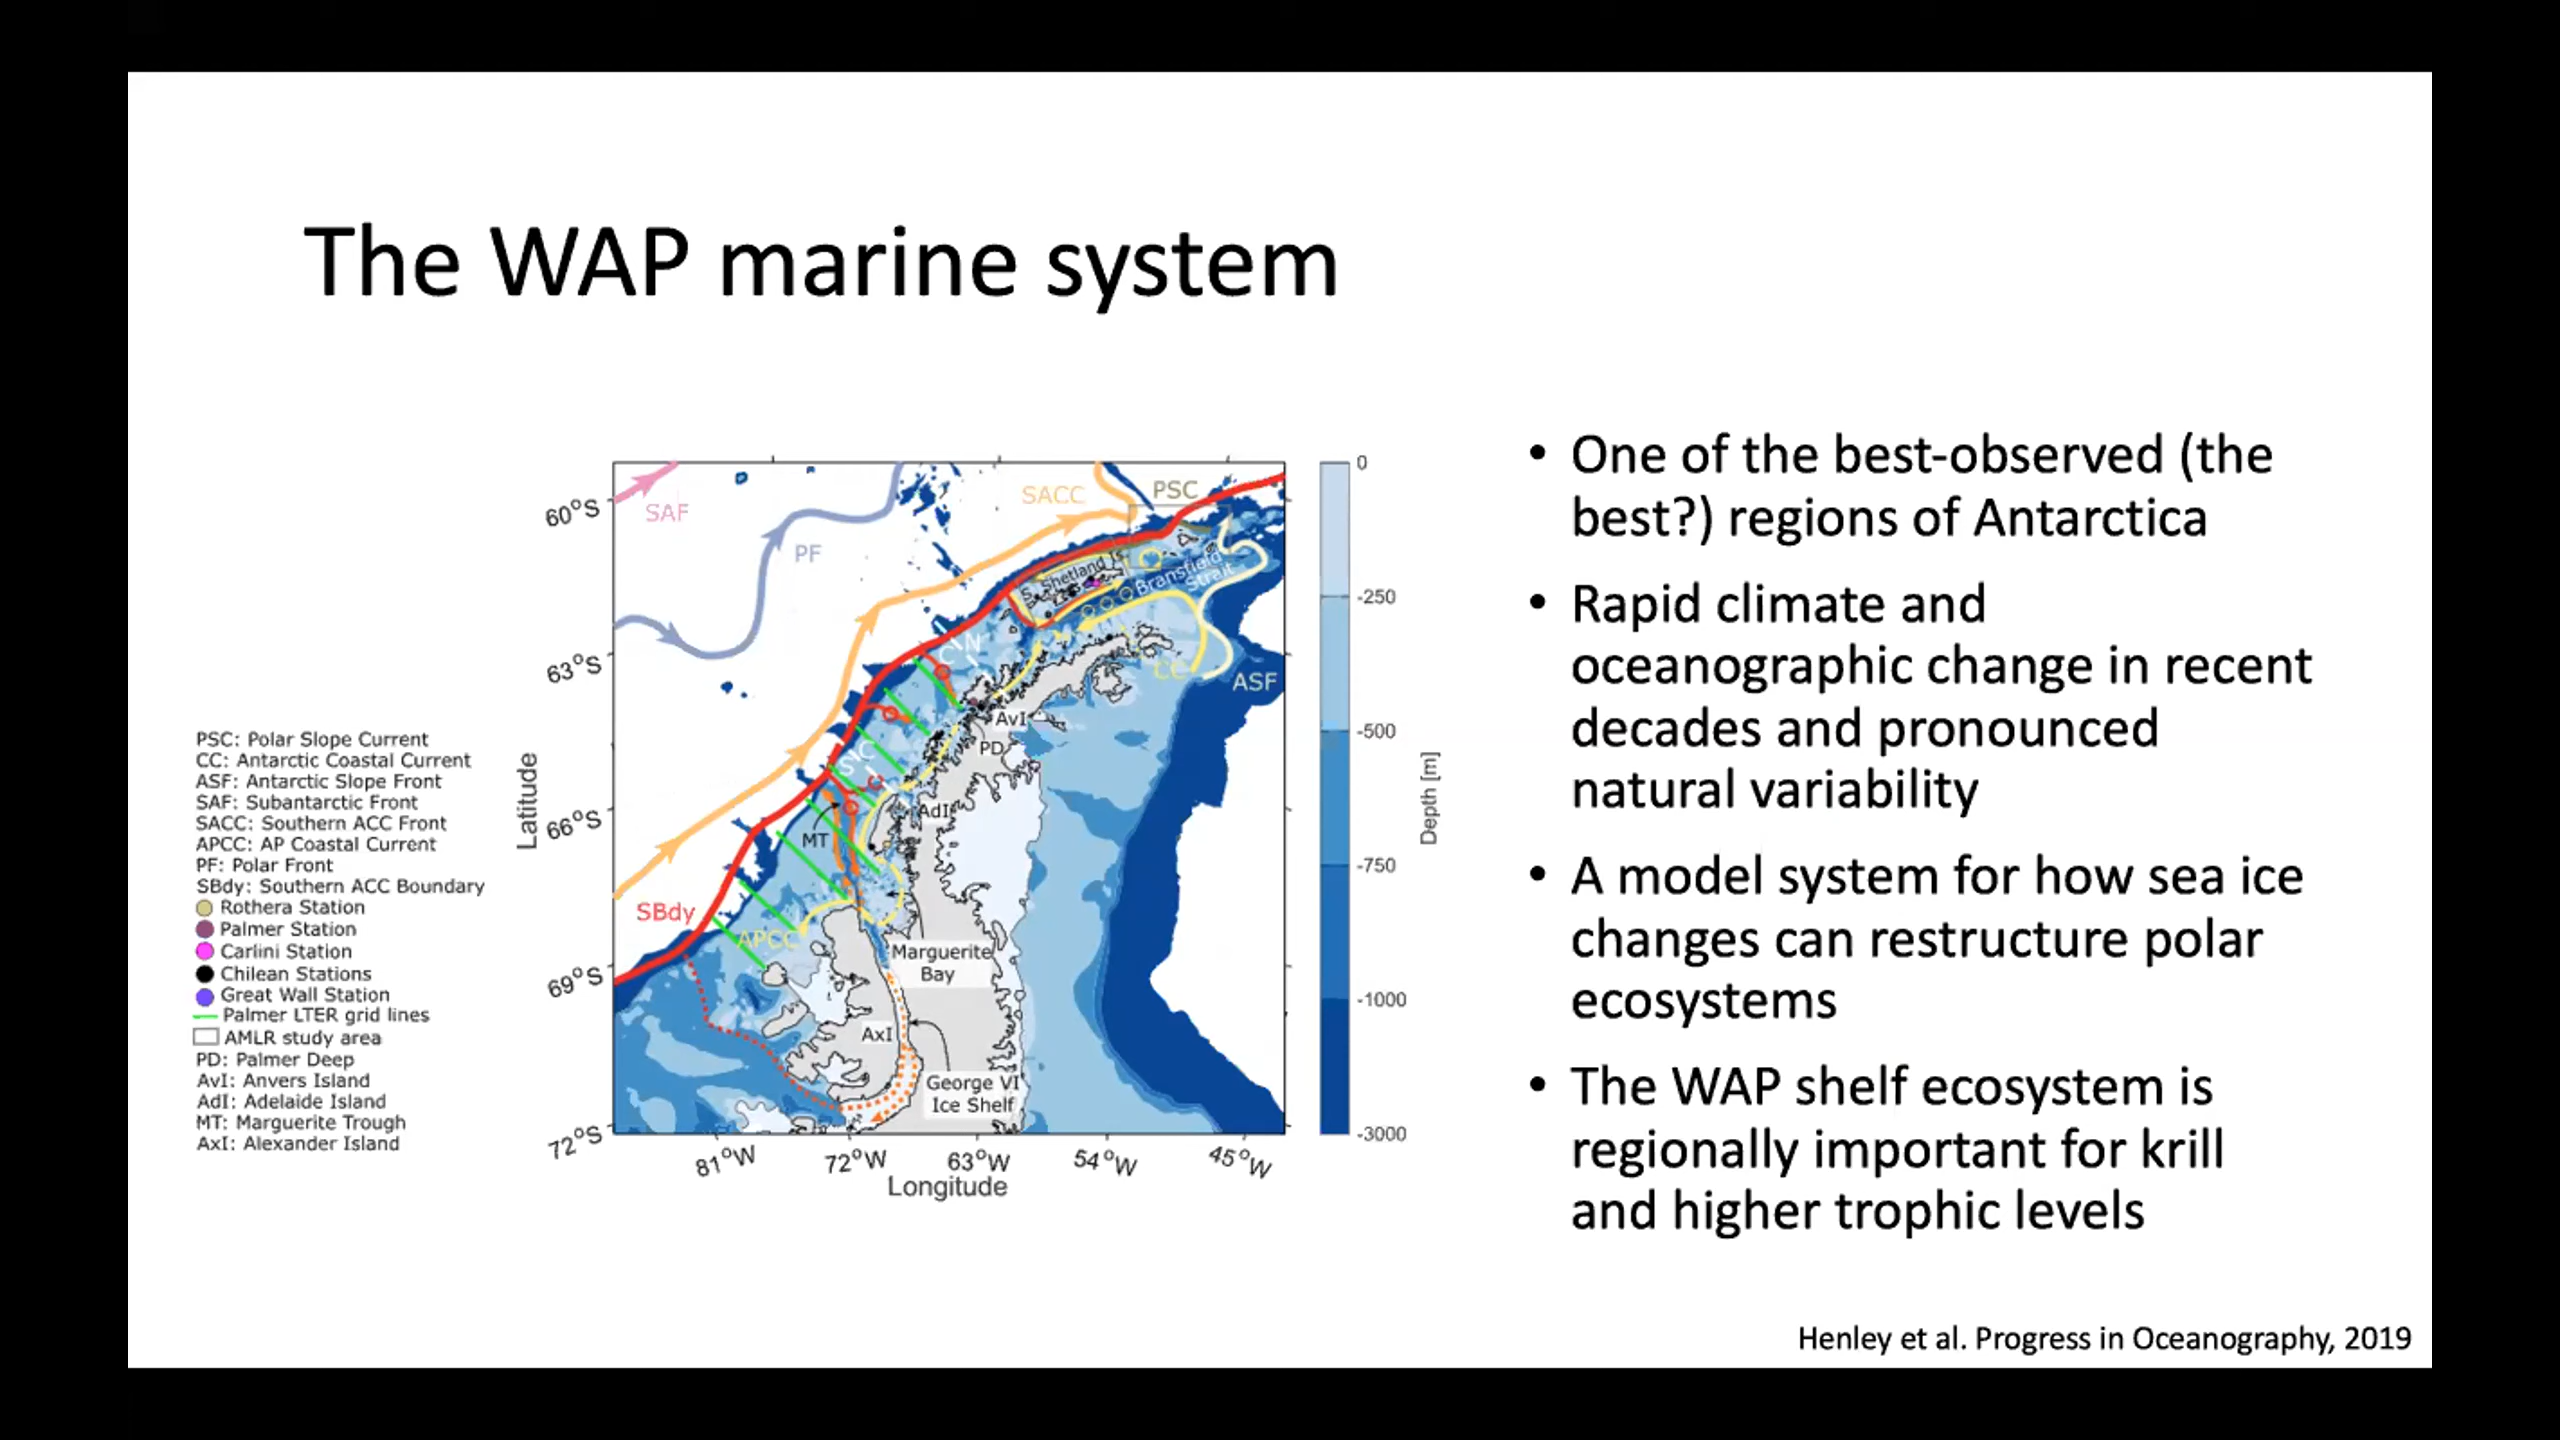 The WAP marine system
PSC: Polar Slope Current
CC: Antarctic Coastal Current
ASF: Antarctic Slope Front
SAF: Subantarctic Front
SACC: Southern ACC Front
APCC: AP Coastal Current
PF: Polar Front
SBdy: Southern ACC Boundary
Rothera Station
Palmer Station
Carlini Station
Chilean Stations
Great Wall Station
Palmer LTER grid lines
AMLR study area
PD: Palmer Deep
AvI: Anvers Island
AdI: Adelaide Island
MT: Marguerite Trough
AxI: Alexander Island
Latitude
60°S
63°S
66°S
69°S
72°S
SAF
PF
SACC
PSC
S. Shetland
Bransfield
Strait
N
C
CC
ASF
AvI
PD
S
C
AdI
MT
SBdy
APCC
Marguerite
Bay
AxI
George VI
Ice Shelf
81°W
72°W
63°W
54°W
45°W
Longitude
0
-250
-500
-750
-1000
-3000
Depth [m]
• One of the best-observed (the
best?) regions of Antarctica
• Rapid climate and
oceanographic change in recent
decades and pronounced
natural variability
• A model system for how sea ice
changes can restructure polar
ecosystems
• The WAP shelf ecosystem is
regionally important for krill
and higher trophic levels
Henley et al. Progress in Oceanography, 2019